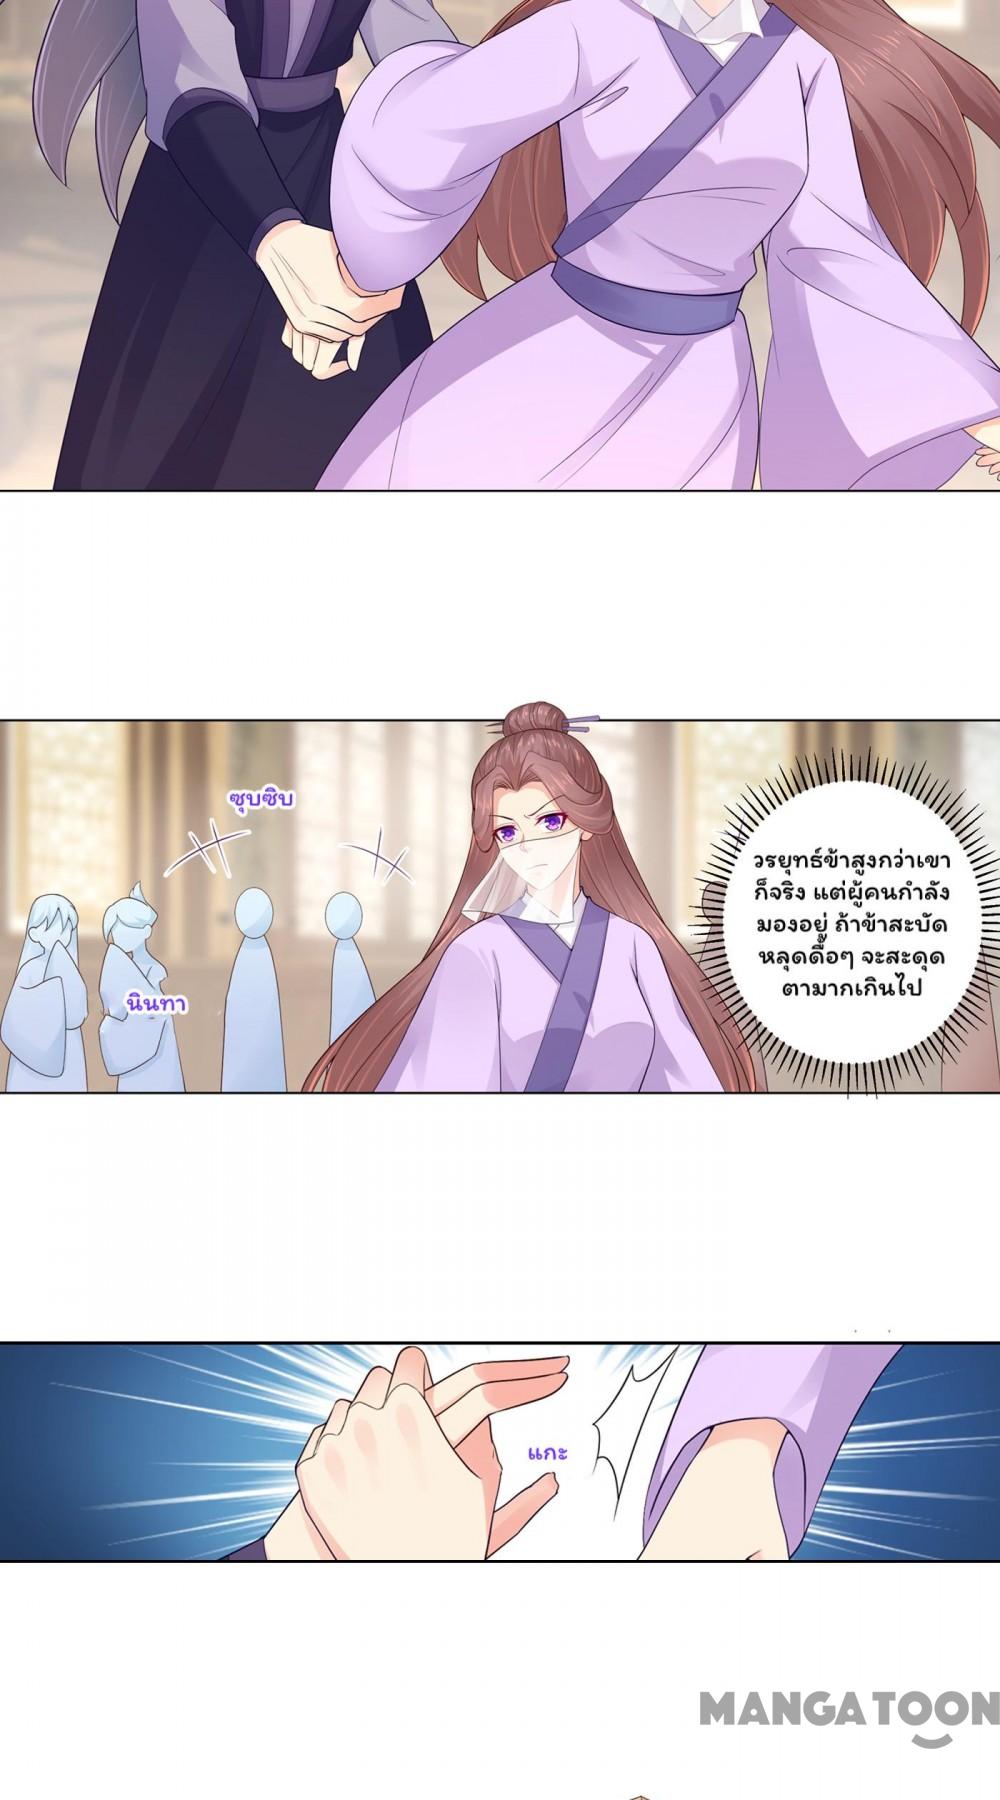 ซุบซิบ
วรยุทธ์ข้าสูงกว่าเขา
ก็จริง แต่ผู้คนกำลัง
มองอยู่ ถ้าข้าสะบัด
หลุดดื้อๆ จะสะดุด
ตามากเกินไป
นินทา
แกะ
MANGATOON